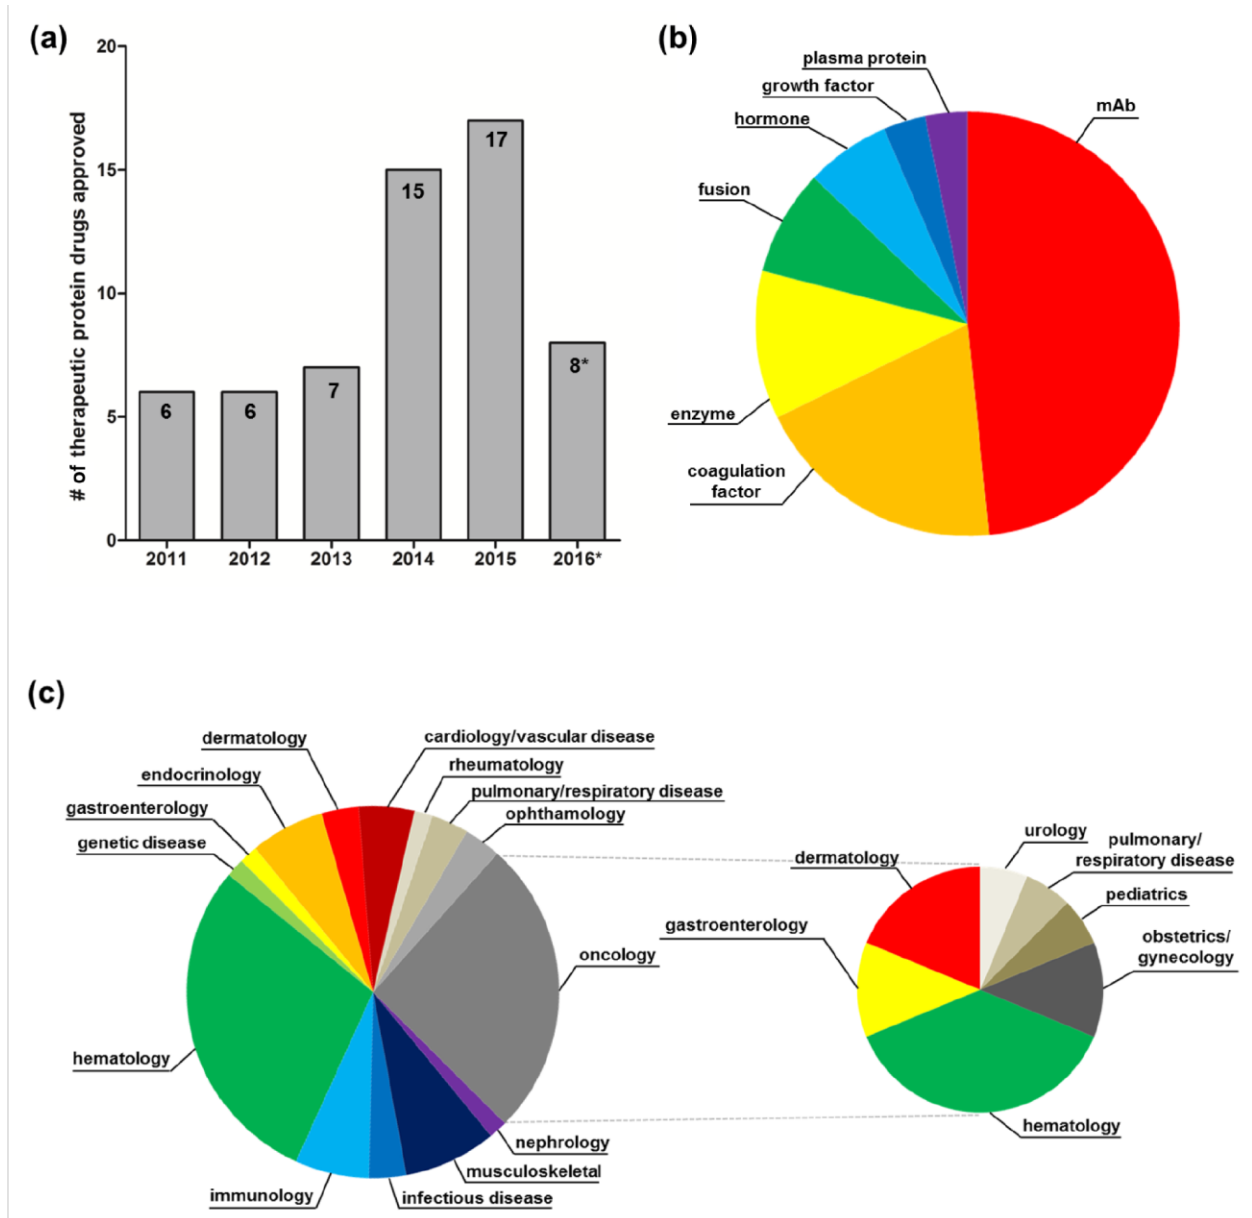 (a)
# of therapeutic protein drugs approved
20
15
10
5
0
6
6
7
15
17
8*
2011
2012
2013
2014
2015
2016*
(b)
plasma protein
growth factor
hormone
fusion
enzyme
coagulation
factor
mAb
(c)
dermatology
endocrinology
gastroenterology
genetic disease
hematology
immunology
cardiology/vascular disease
rheumatology
pulmonary/respiratory disease
ophthamology
oncology
nephrology
musculoskeletal
infectious disease
dermatology
gastroenterology
urology
pulmonary/
respiratory disease
pediatrics
obstetrics/
gynecology
hematology